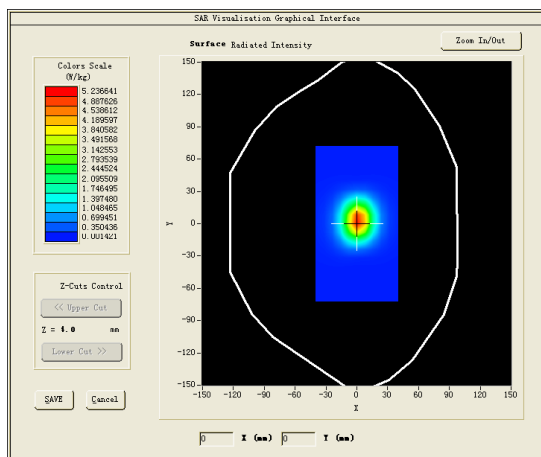 SAR Visualisation Graphical Interface
Surface Radiated Intensity
Zoom In/Out
Colors Scale
(W/kg)
5.236641
4.887626
4.538612
4.189597
3.840582
3.491568
3.142553
2.793539
2.444524
2.095509
1.746495
1.397480
1.048465
0.699451
0.350436
0.001421
Z-Cuts Control
<< Upper Cut
Z = 4.0 mm
Lower Cut >>
SAVE
Cancel
150
120
90
60
30
0
-30
-60
-90
-120
-150
Y
-150 -120 -90 -60 -30 0 30 60 90 120 150
X
0 X (mm) 0 Y (mm)